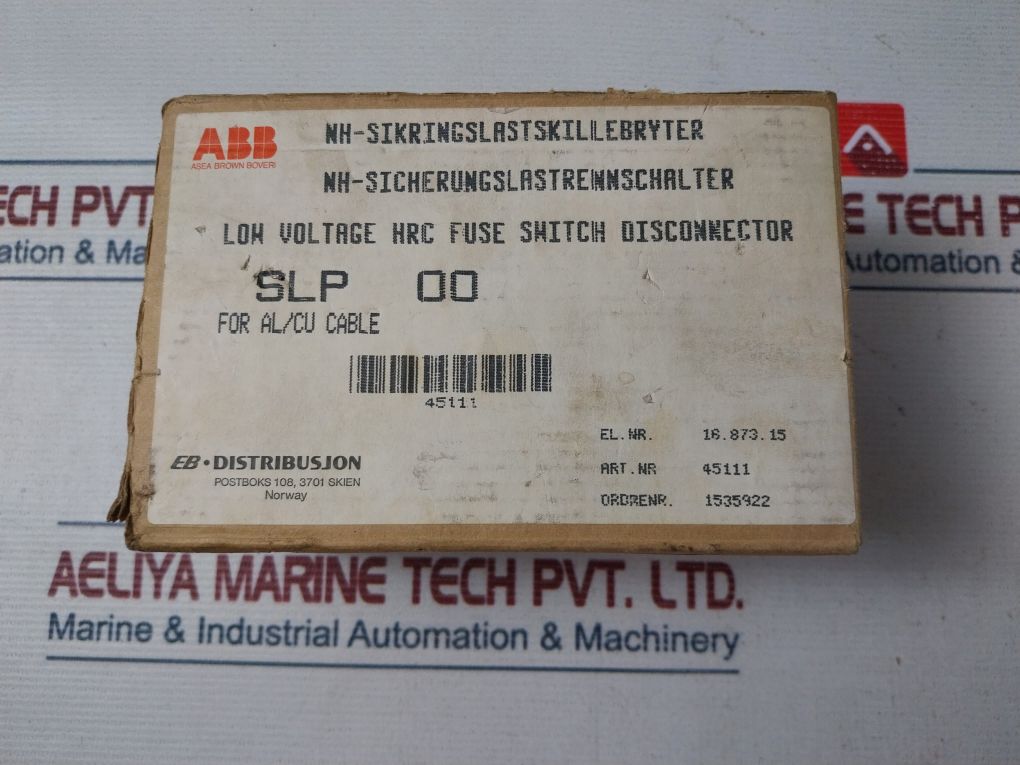 ABB
ASEA BROWN BOVERI
NH-SIKRINGSLASTSKILLEBRYTER
NH-SICHERUNGSLASTREWNSCHALTER
LOW VOLTAGE HRC FUSE SWITCH DISCONNECTOR
SLP 00
FOR AL/CU CABLE
45111
EL.NR. 16.873.15
ART.NR 45111
ORDRENR. 1535922
EB·DISTRIBUSJON
POSTBOKS 108, 3701 SKIEN
Norway
ECH PVT.
ation & Ma
NE TECH P
Automation &
AELIYA MARINE TECH PVT. LTD.
Marine & Industrial Automation & Machinery